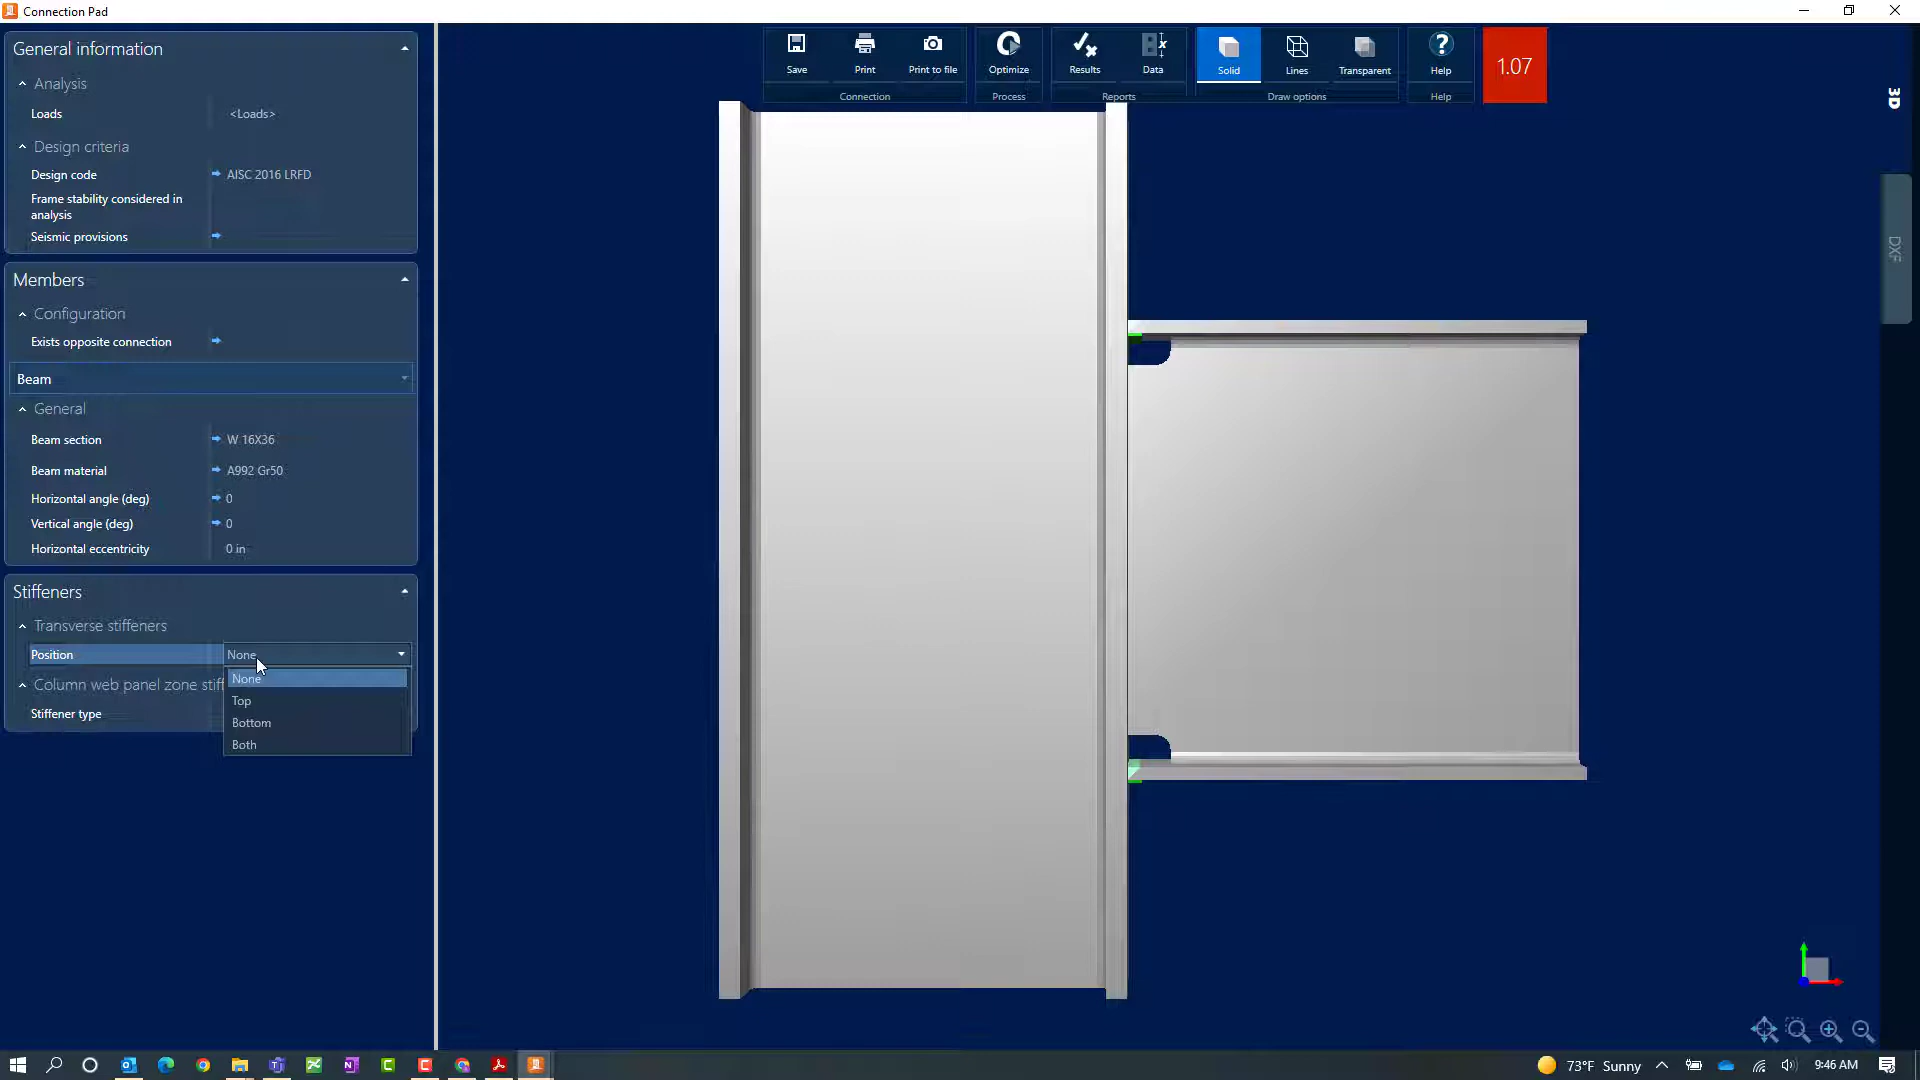 Connection Pad
General information
Analysis
Loads <Loads>
Design criteria
Design code AISC 2016 LRFD
Frame stability considered in
analysis
Seismic provisions
Members
Configuration
Exists opposite connection
Beam
General
Beam section W 16X36
Beam material A992 Gr50
Horizontal angle (deg) 0
Vertical angle (deg) 0
Horizontal eccentricity 0 in
Stiffeners
Transverse stiffeners
Position None
None
Column web panel zone stiff
Top
Stiffener type
Bottom
Both
Save Print Print to file Optimize Results Data Solid Lines Transparent Help
Connection Process Reports Draw options Help
1.07
3D
DXF
73°F Sunny 9:46 AM